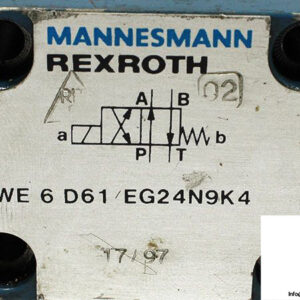 MANNESMANN
REXROTH
02
A B
a b
P T
WE 6 D61/EG24N9K4
17/97